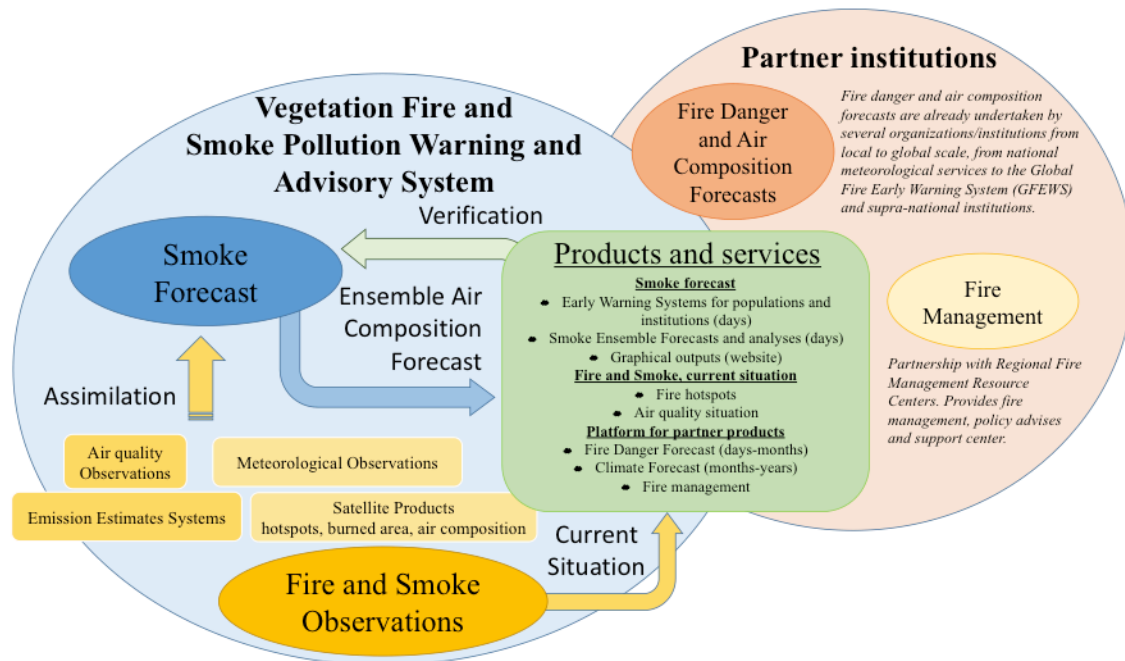 Partner institutions
Vegetation Fire and
Smoke Pollution Warning and
Advisory System
Fire Danger
and Air
Composition
Forecasts
Fire danger and air composition
forecasts are already undertaken by
several organizations/institutions from
local to global scale, from national
meteorological services to the Global
Fire Early Warning System (GFEWS)
and supra-national institutions.
Verification
Smoke
Forecast
Ensemble Air
Composition
Forecast
Products and services
Smoke forecast
Early Warning Systems for populations and
institutions (days)
Smoke Ensemble Forecasts and analyses (days)
Graphical outputs (website)
Fire and Smoke, current situation
Fire hotspots
Air quality situation
Platform for partner products
Fire Danger Forecast (days-months)
Climate Forecast (months-years)
Fire management
Fire
Management
Partnership with Regional Fire
Management Resource
Centers. Provides fire
management, policy advises
and support center.
Assimilation
Air quality
Observations
Meteorological Observations
Emission Estimates Systems
Satellite Products
hotspots, burned area, air composition
Current
Situation
Fire and Smoke
Observations